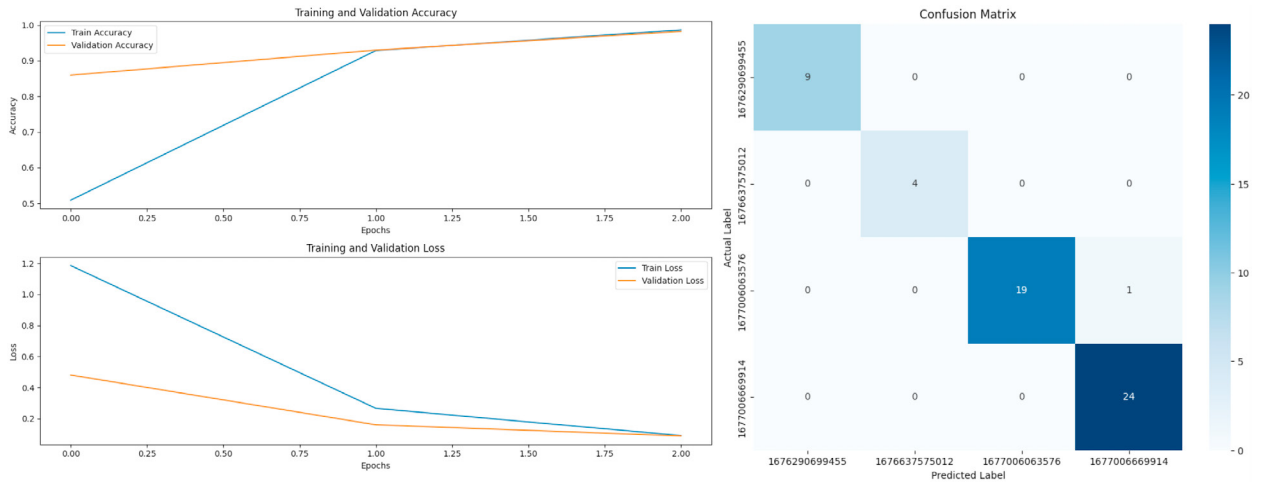 Training and Validation Accuracy
Train Accuracy
Validation Accuracy
1.0
0.9
0.8
0.7
0.6
0.5
Accuracy
0.00 0.25 0.50 0.75 1.00 1.25 1.50 1.75 2.00
Epochs
Training and Validation Loss
Train Loss
Validation Loss
1.2
1.0
0.8
0.6
0.4
0.2
Loss
0.00 0.25 0.50 0.75 1.00 1.25 1.50 1.75 2.00
Epochs
Confusion Matrix
Actual Label
1676290699455
9 0 0 0
1676637575012
0 4 0 0
1677006063576
0 0 19 1
1677006669914
0 0 0 24
1676290699455 1676637575012 1677006063576 1677006669914
Predicted Label
20
15
10
5
0